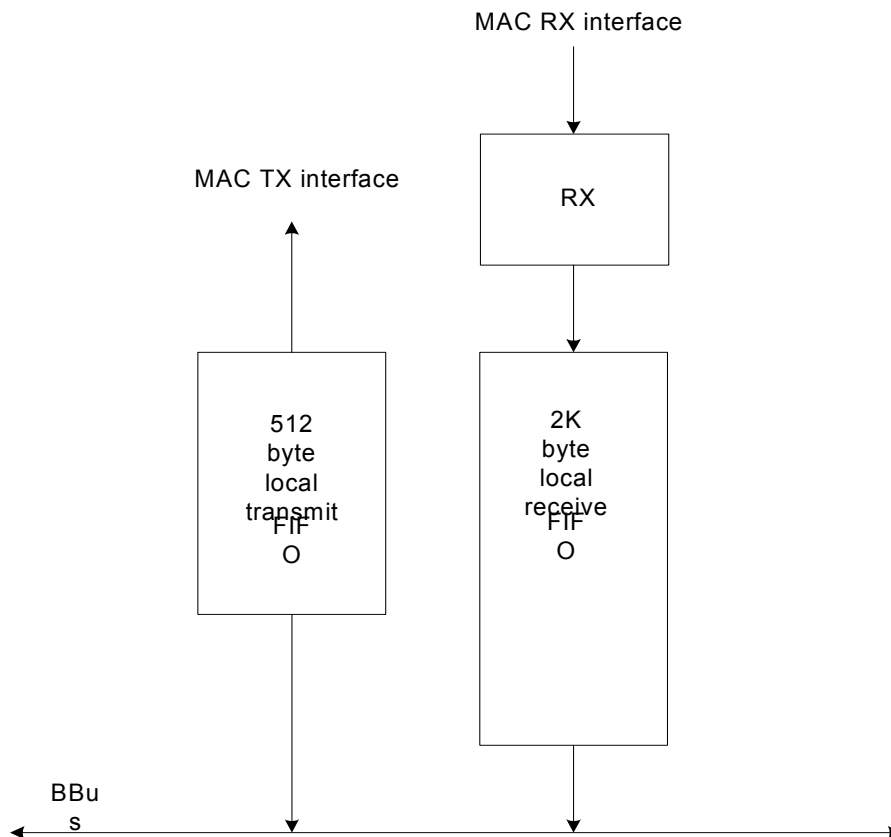 MAC RX interface
RX
MAC TX interface
512
byte
local
transmit
FIF
O
2K
byte
local
receive
FIF
O
BBu
s